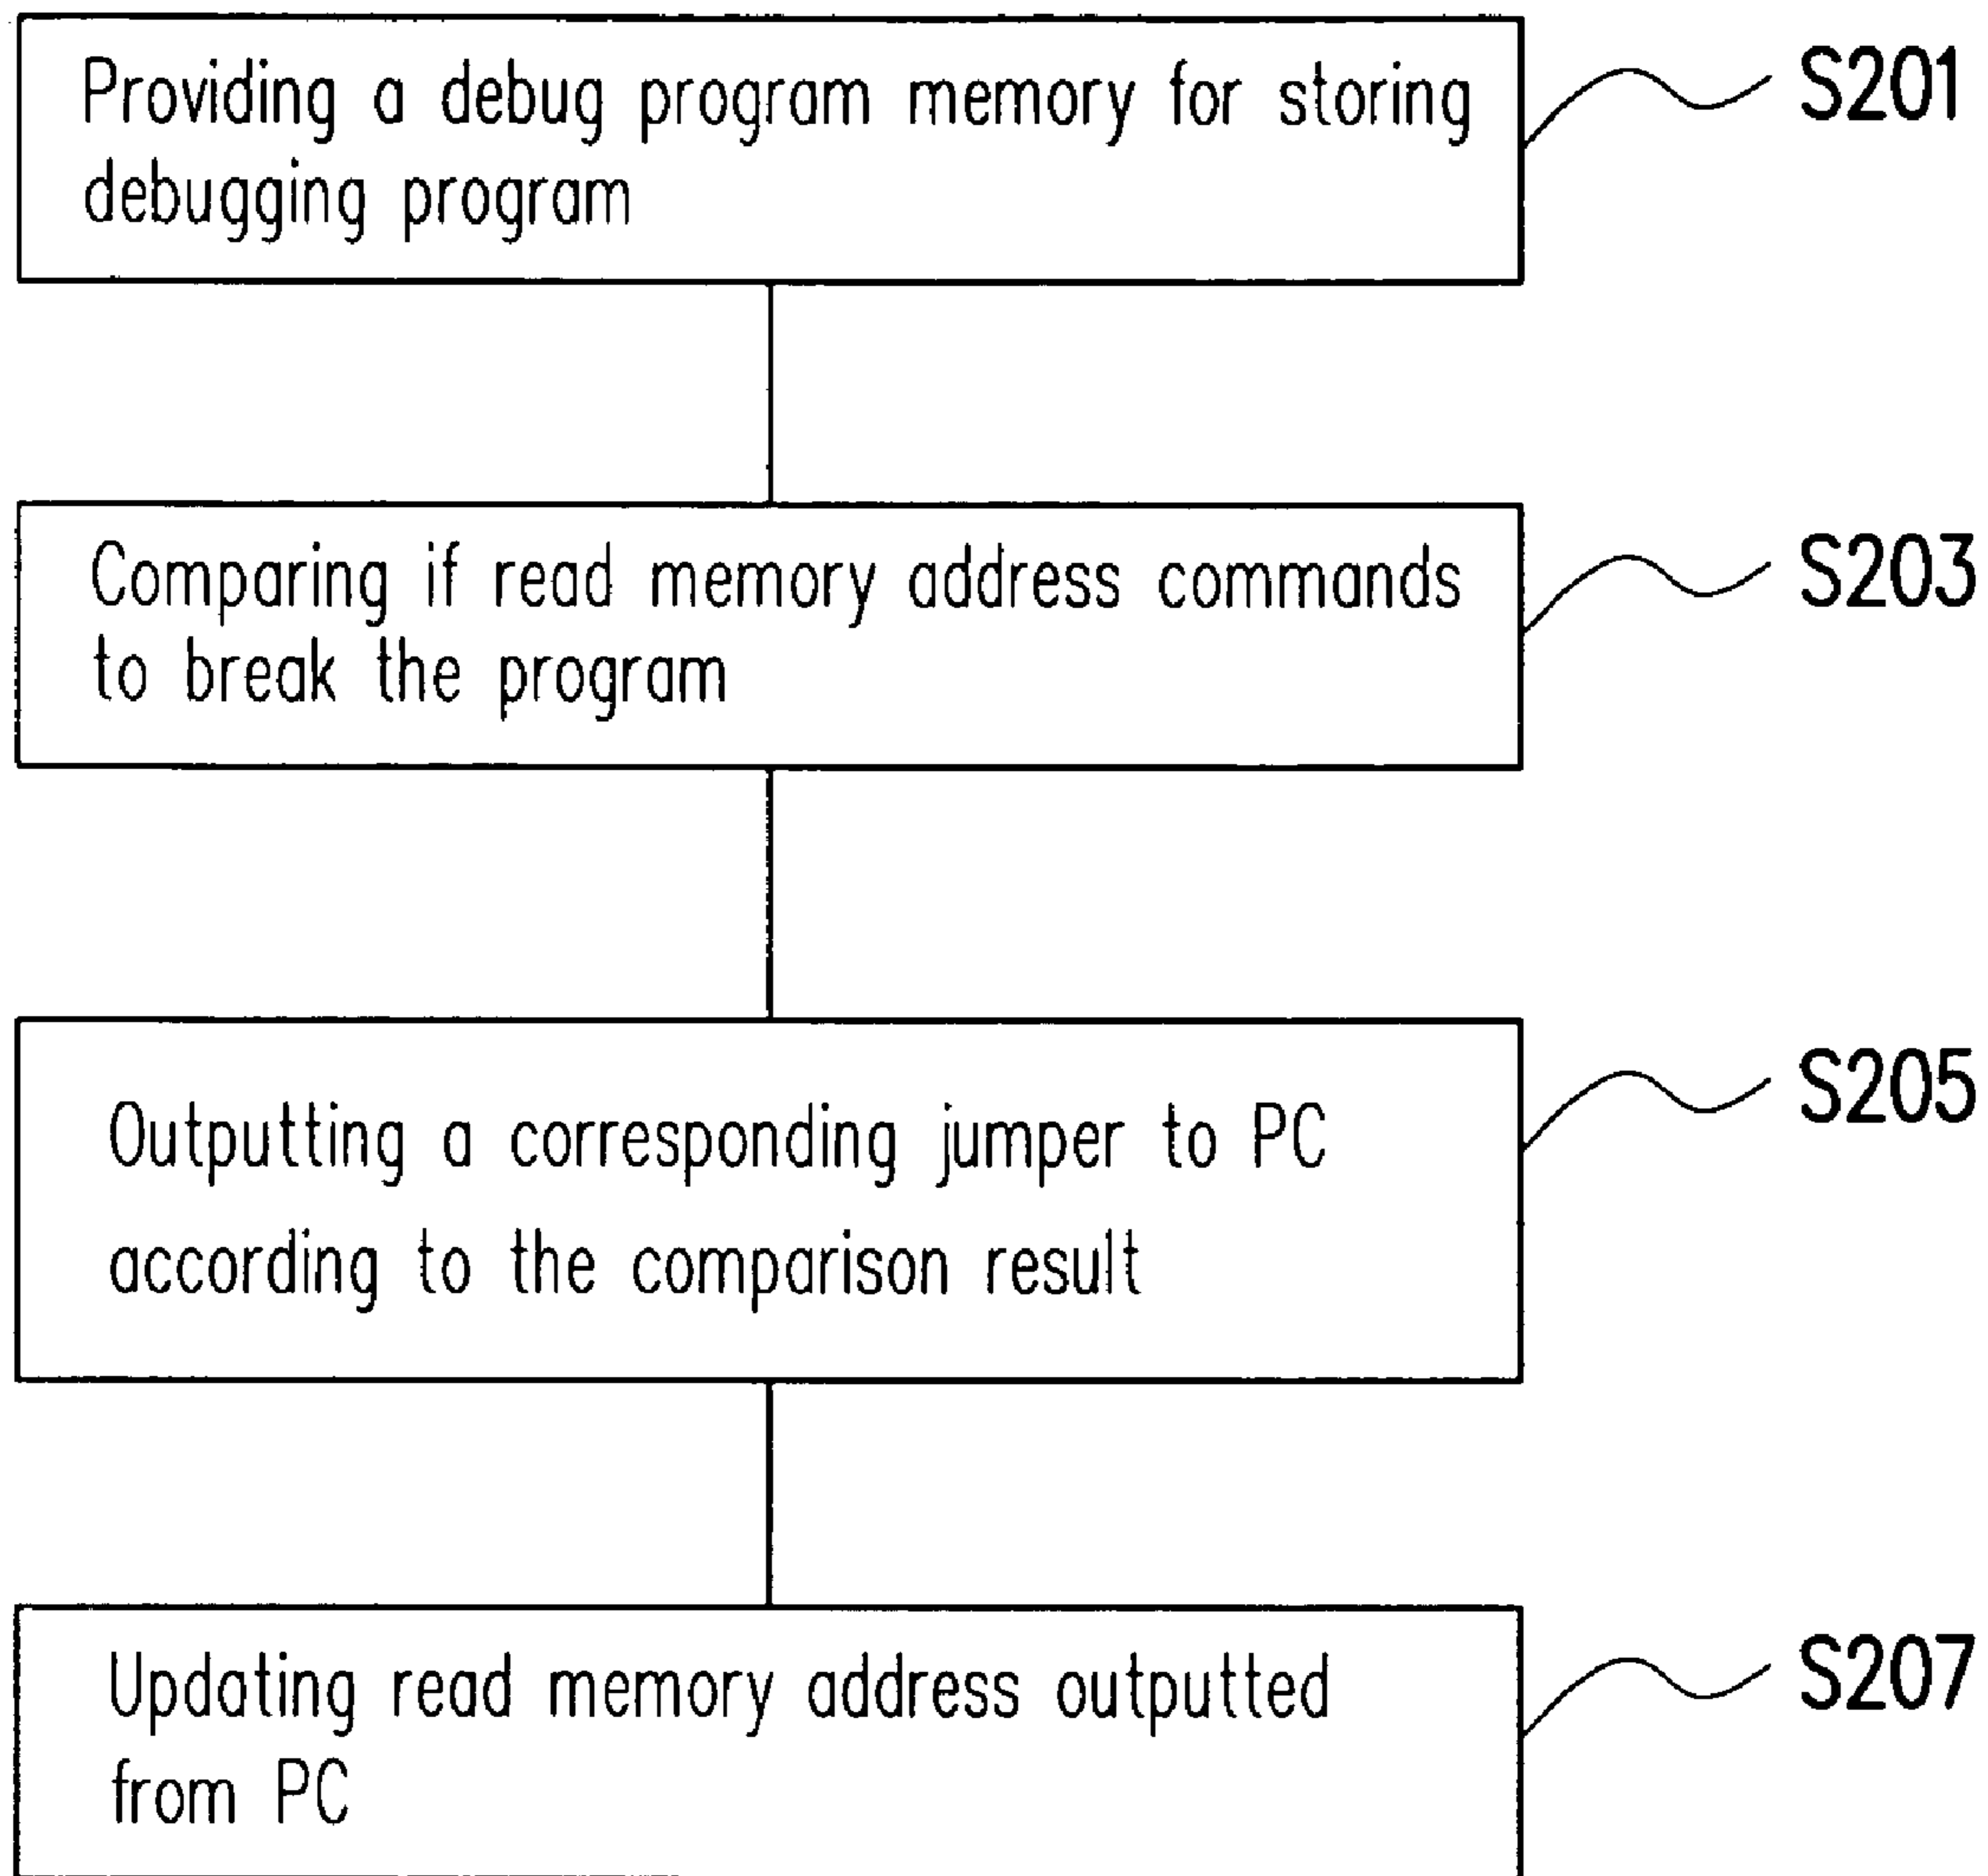 Providing a debug program memory for storing
debugging program
S201
Comparing if read memory address commands
to break the program
S203
Outputting a corresponding jumper to PC
according to the comparison result
S205
Updating read memory address outputted
from PC
S207